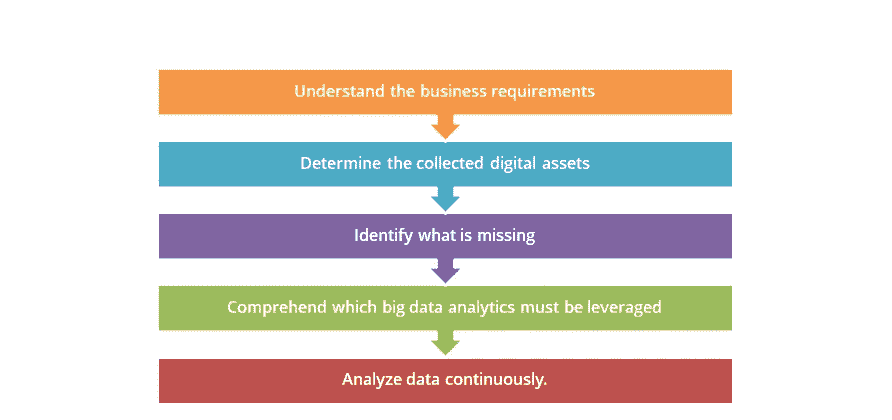 Understand the business requirements
Determine the collected digital assets
Identify what is missing
Comprehend which big data analytics must be leveraged
Analyze data continuously.